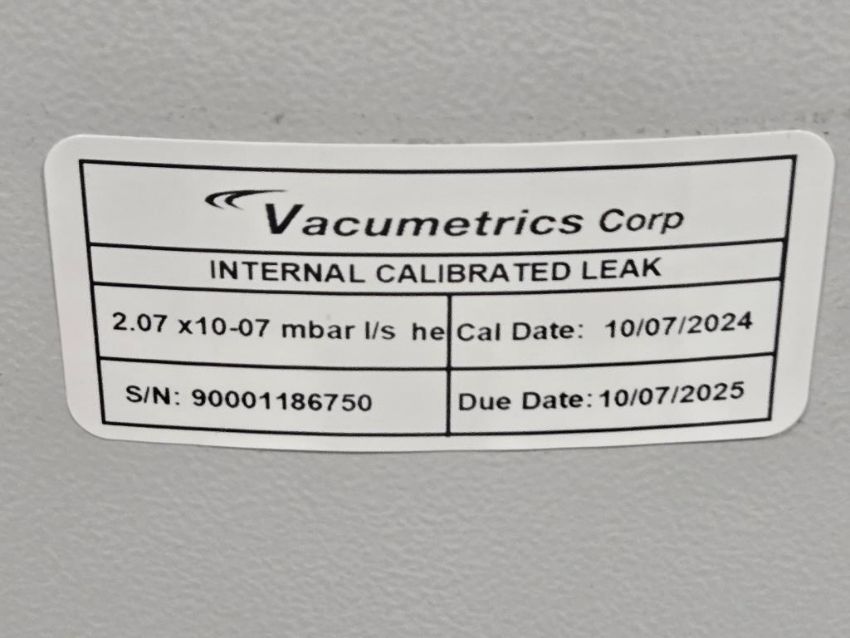 Vacumetrics Corp
INTERNAL CALIBRATED LEAK
2.07 x10-07 mbar l/s he Cal Date: 10/07/2024
S/N: 90001186750 Due Date: 10/07/2025